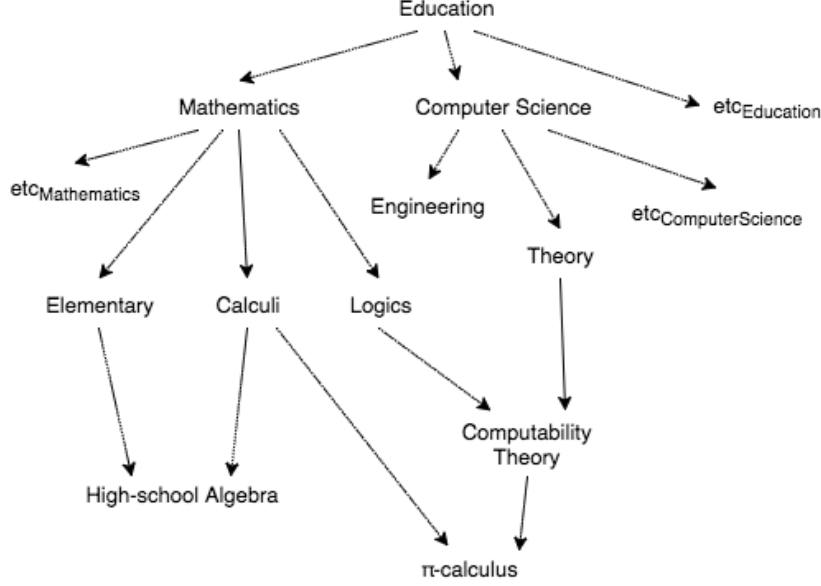 Education
Mathematics
Computer Science
etcEducation
etcMathematics
Engineering
etcComputerScience
Theory
Elementary
Calculi
Logics
Computability
Theory
High-school Algebra
π-calculus